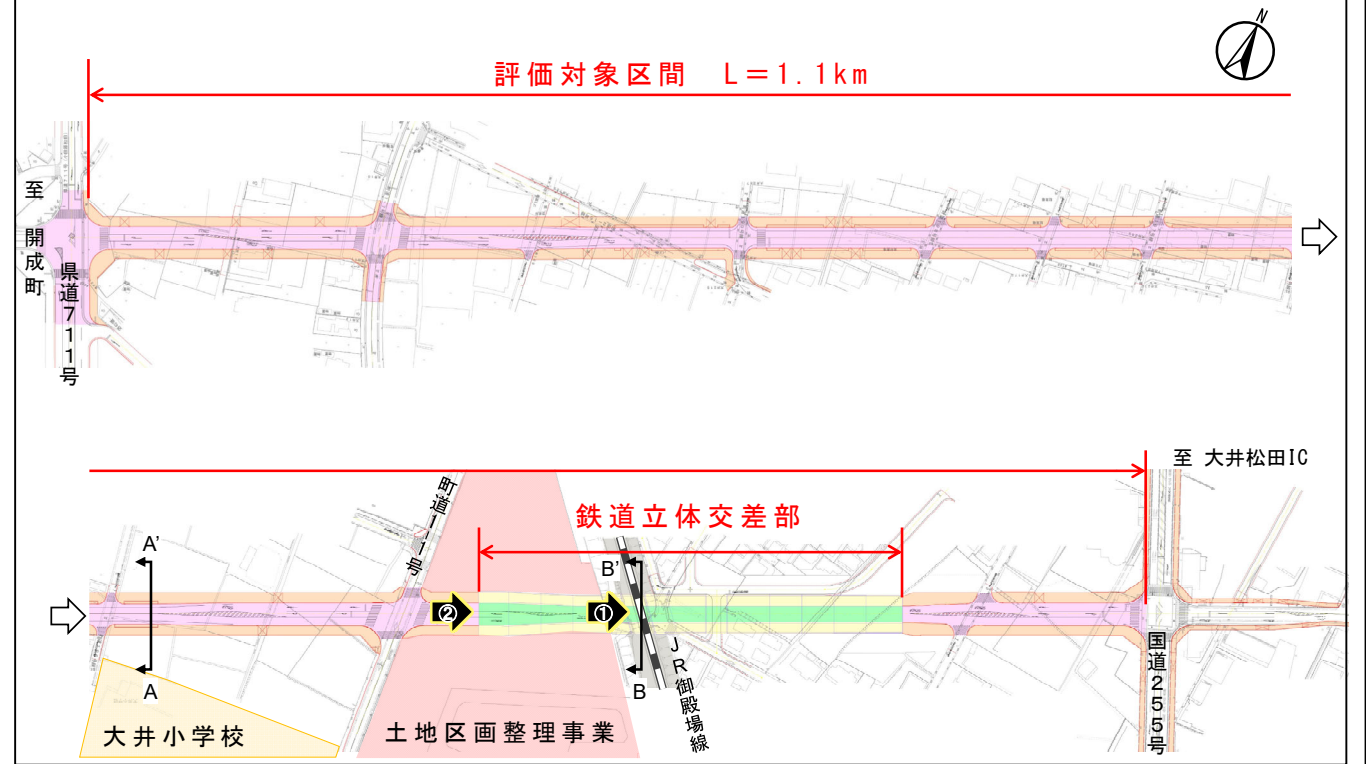 N
評価対象区間　L＝1.1km
至 開成町
県道711号
至 大井松田IC
鉄道立体交差部
町道11号
A'
B'
②
①
A
B
JR御殿場線
国道255号
大井小学校
土地区画整理事業